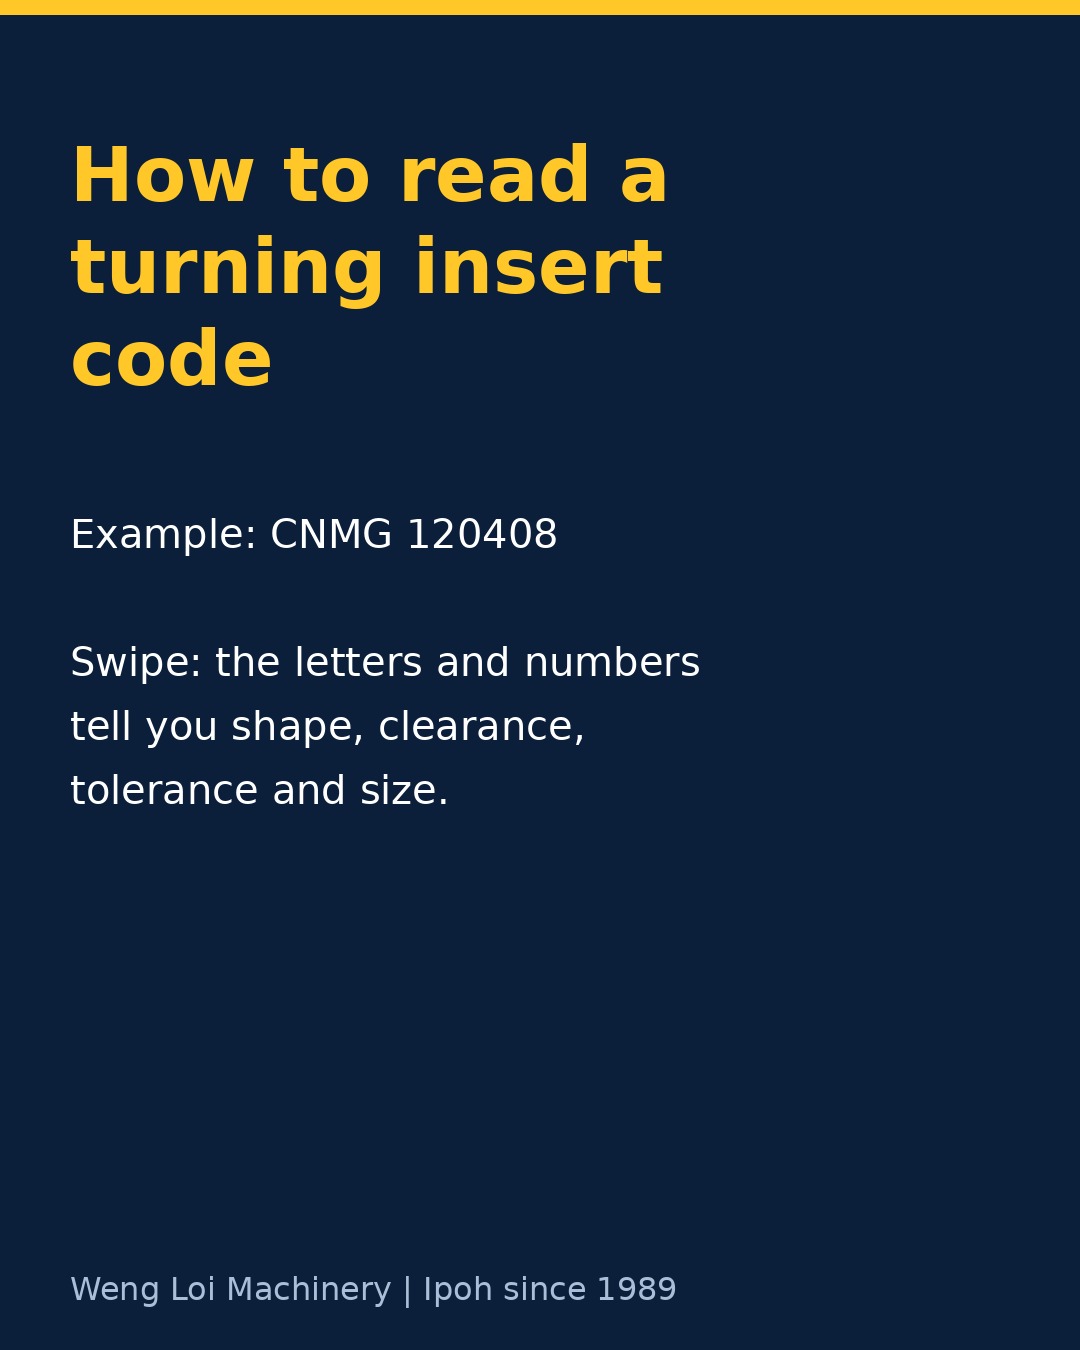 How to read a
turning insert
code
Example: CNMG 120408
Swipe: the letters and numbers
tell you shape, clearance,
tolerance and size.
Weng Loi Machinery | Ipoh since 1989